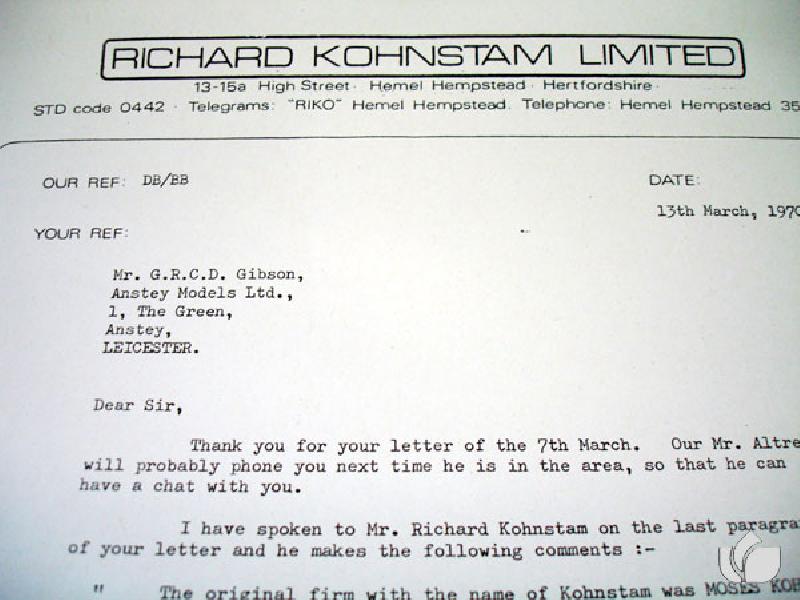 RICHARD KOHNSTAM LIMITED
13-15a High Street · Hemel Hempstead · Hertfordshire ·
STD code 0442 · Telegrams: "RIKO" Hemel Hempstead. Telephone: Hemel Hempstead 35
OUR REF: DB/BB
DATE:
13th March, 1970
YOUR REF:
Mr. G.R.C.D. Gibson,
Anstey Models Ltd.,
1, The Green,
Anstey,
LEICESTER.
Dear Sir,
Thank you for your letter of the 7th March. Our Mr. Altre
will probably phone you next time he is in the area, so that he can
have a chat with you.
I have spoken to Mr. Richard Kohnstam on the last paragra
of your letter and he makes the following comments :-
" The original firm with the name of Kohnstam was MOSES KOH